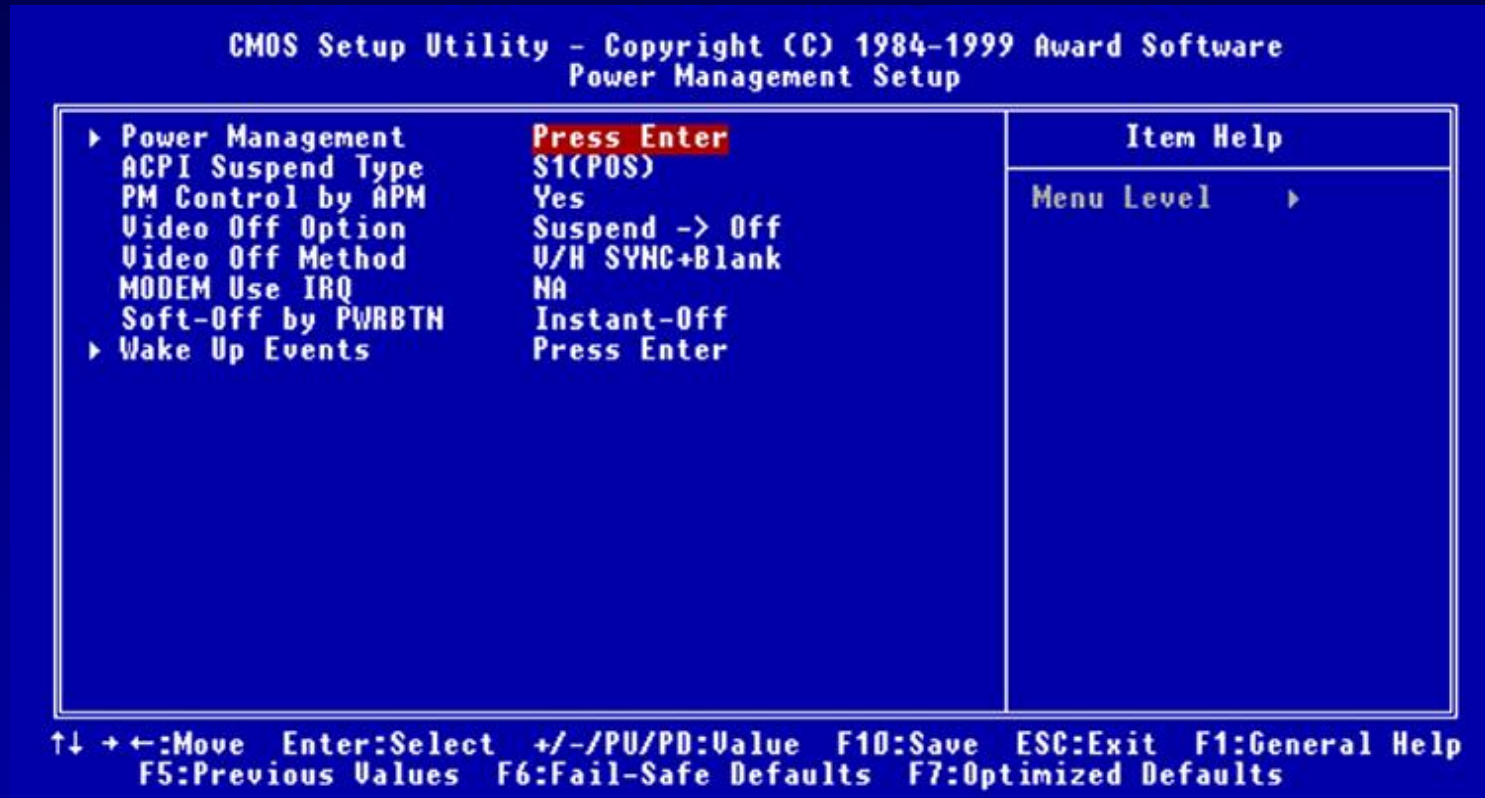 CMOS Setup Utility - Copyright (C) 1984-1999 Award Software
Power Management Setup
▸ Power Management Press Enter
ACPI Suspend Type S1(POS)
PM Control by APM Yes
Video Off Option Suspend -> Off
Video Off Method V/H SYNC+Blank
MODEM Use IRQ NA
Soft-Off by PWRBTN Instant-Off
▸ Wake Up Events Press Enter
Item Help
Menu Level ▸
↑↓ → ←:Move Enter:Select +/-/PU/PD:Value F10:Save ESC:Exit F1:General Help
F5:Previous Values F6:Fail-Safe Defaults F7:Optimized Defaults